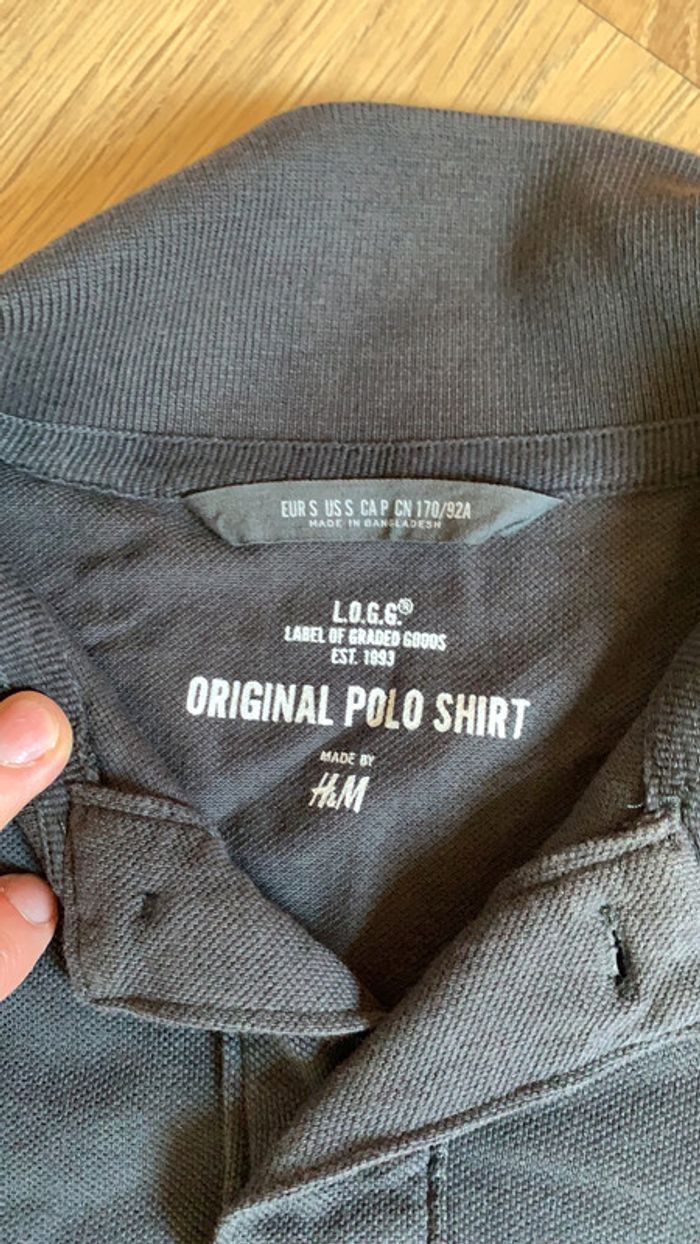 EUR S US S CA P CN 170/92A
MADE IN BANGLADESH
L.O.G.G.®
LABEL OF GRADED GOODS
EST. 1993
ORIGINAL POLO SHIRT
MADE BY
H&M